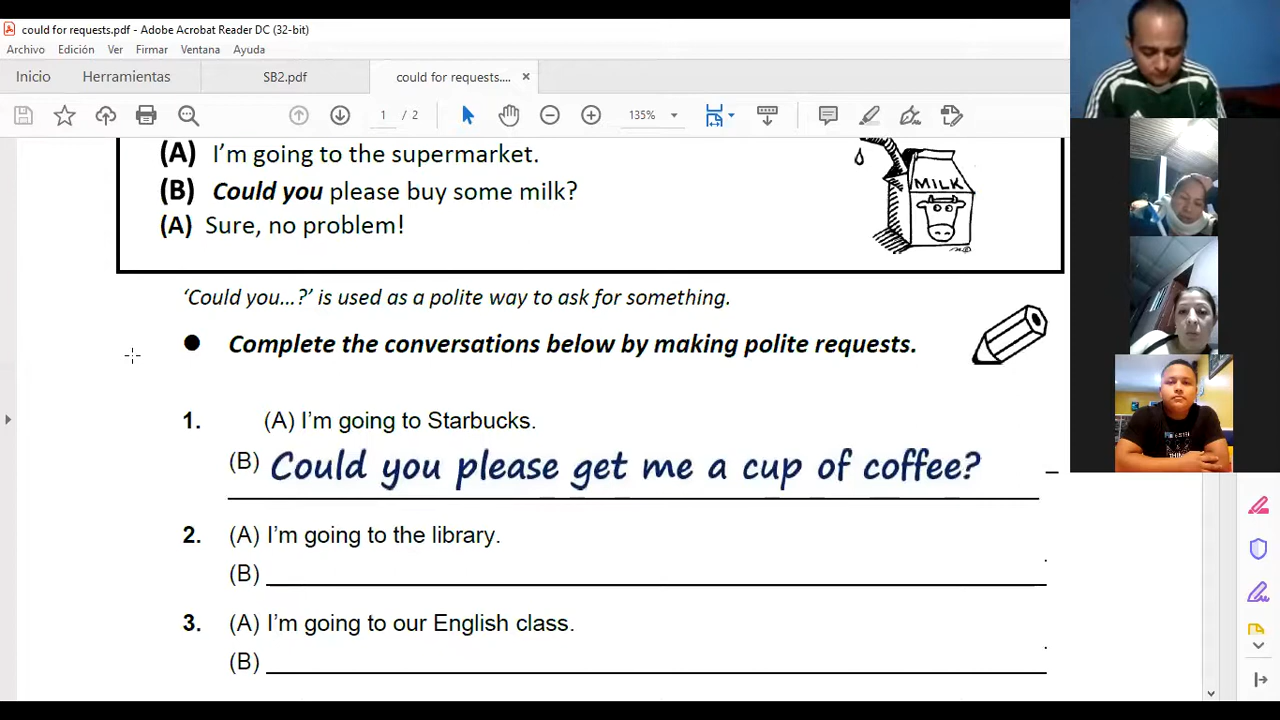 could for requests.pdf - Adobe Acrobat Reader DC (32-bit)
Archivo Edición Ver Firmar Ventana Ayuda
Inicio Herramientas SB2.pdf could for requests.... ×
1 / 2 135%
(A) I'm going to the supermarket.
(B) Could you please buy some milk?
(A) Sure, no problem!
MILK
'Could you...?' is used as a polite way to ask for something.
Complete the conversations below by making polite requests.
1. (A) I'm going to Starbucks.
(B) Could you please get me a cup of coffee?
2. (A) I'm going to the library.
(B)
3. (A) I'm going to our English class.
(B)